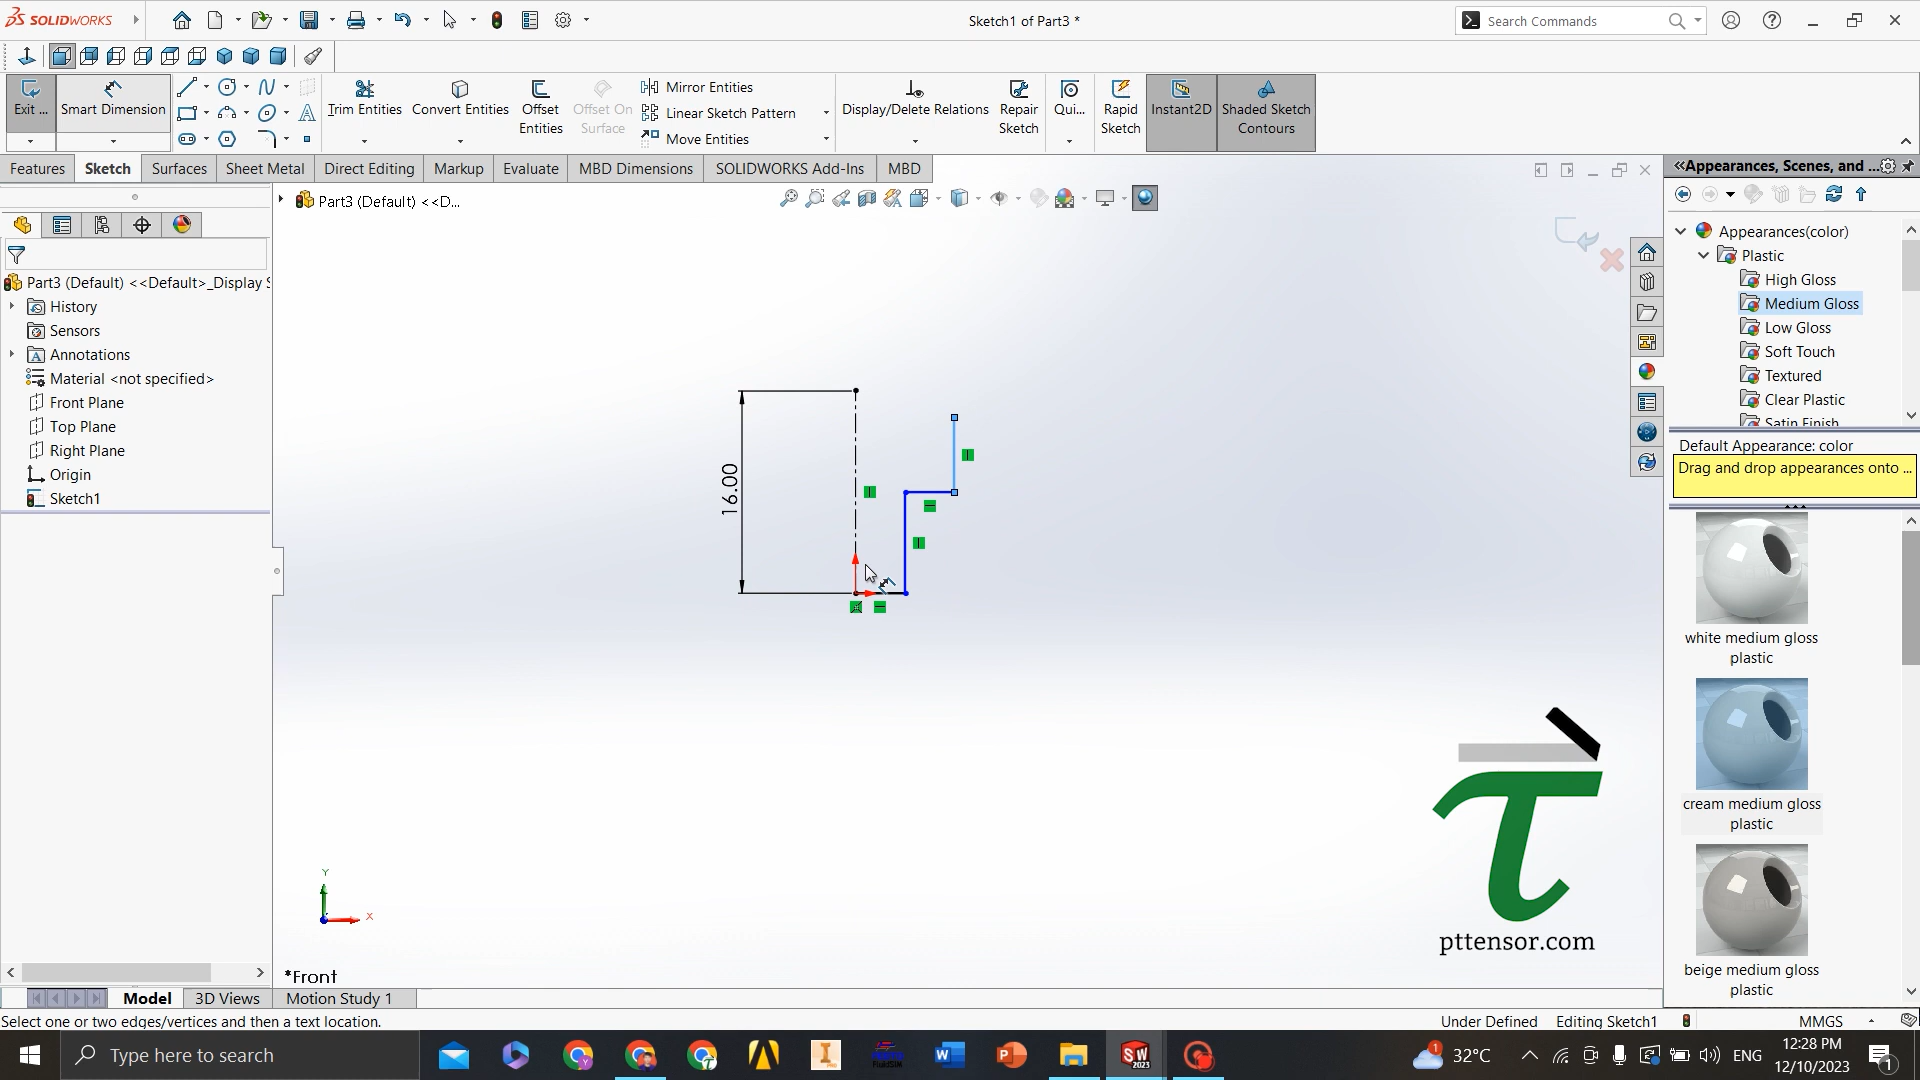 SOLIDWORKS
Sketch1 of Part3 *
Search Commands
Exit ...
Smart Dimension
Trim Entities
Convert Entities
Offset
Entities
Offset On
Surface
Mirror Entities
Linear Sketch Pattern
Move Entities
Display/Delete Relations
Repair
Sketch
Qui...
Rapid
Sketch
Instant2D
Shaded Sketch
Contours
Features
Sketch
Surfaces
Sheet Metal
Direct Editing
Markup
Evaluate
MBD Dimensions
SOLIDWORKS Add-Ins
MBD
Part3 (Default) <<D...
Part3 (Default) <<Default>_Display S
History
Sensors
Annotations
Material <not specified>
Front Plane
Top Plane
Right Plane
Origin
Sketch1
16.00
Y
X
*Front
pttensor.com
<<Appearances, Scenes, and ...
Appearances(color)
Plastic
High Gloss
Medium Gloss
Low Gloss
Soft Touch
Textured
Clear Plastic
Satin Finish
Default Appearance: color
Drag and drop appearances onto ...
white medium gloss
plastic
cream medium gloss
plastic
beige medium gloss
plastic
Model
3D Views
Motion Study 1
Select one or two edges/vertices and then a text location.
Under Defined
Editing Sketch1
MMGS
Type here to search
32°C
ENG
12:28 PM
12/10/2023